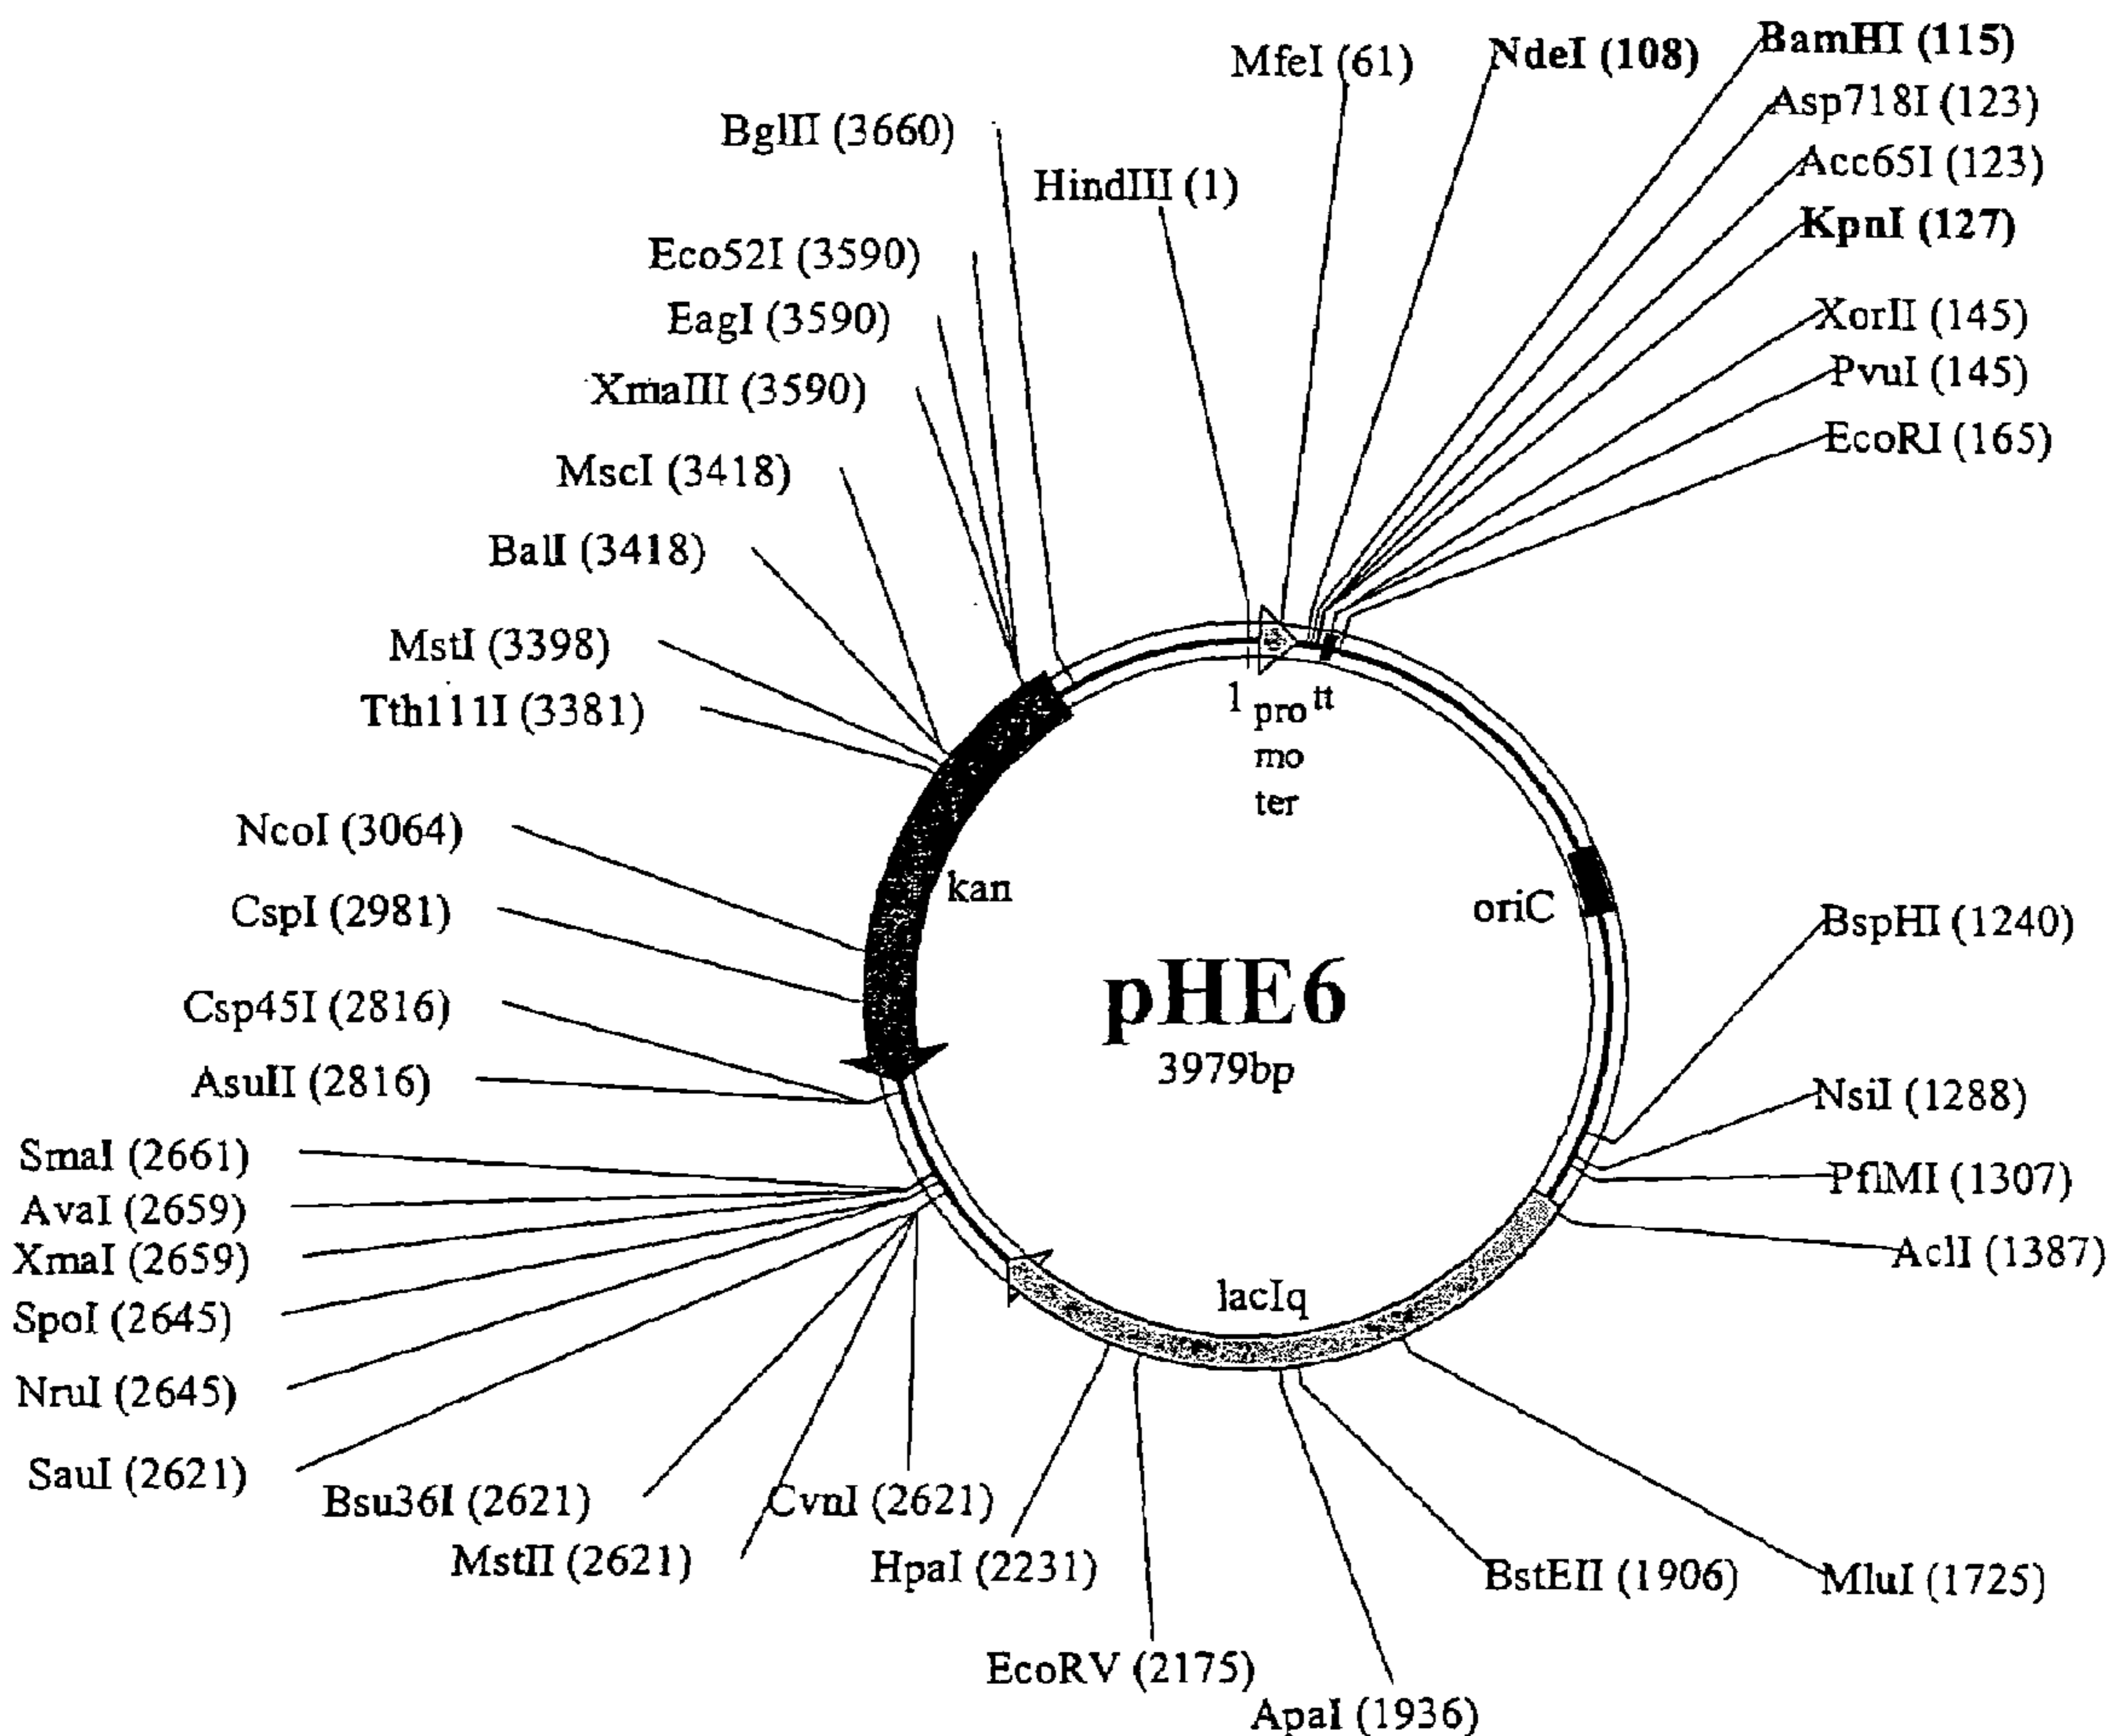 MfeI (61)
NdeI (108)
BamHI (115)
Asp718I (123)
Acc65I (123)
KpnI (127)
XorII (145)
PvuI (145)
EcoRI (165)
BglII (3660)
HindIII (1)
Eco52I (3590)
EagI (3590)
XmaIII (3590)
MscI (3418)
BalI (3418)
MstI (3398)
Tth111I (3381)
NcoI (3064)
CspI (2981)
Csp45I (2816)
AsuII (2816)
SmaI (2661)
AvaI (2659)
XmaI (2659)
SpoI (2645)
NruI (2645)
SauI (2621)
Bsu36I (2621)
MstII (2621)
CvnI (2621)
HpaI (2231)
EcoRV (2175)
ApaI (1936)
BstEII (1906)
MluI (1725)
AclI (1387)
PflMI (1307)
NsiI (1288)
BspHI (1240)
1
pro
mo
ter
tt
kan
oriC
pHE6
3979bp
lacIq